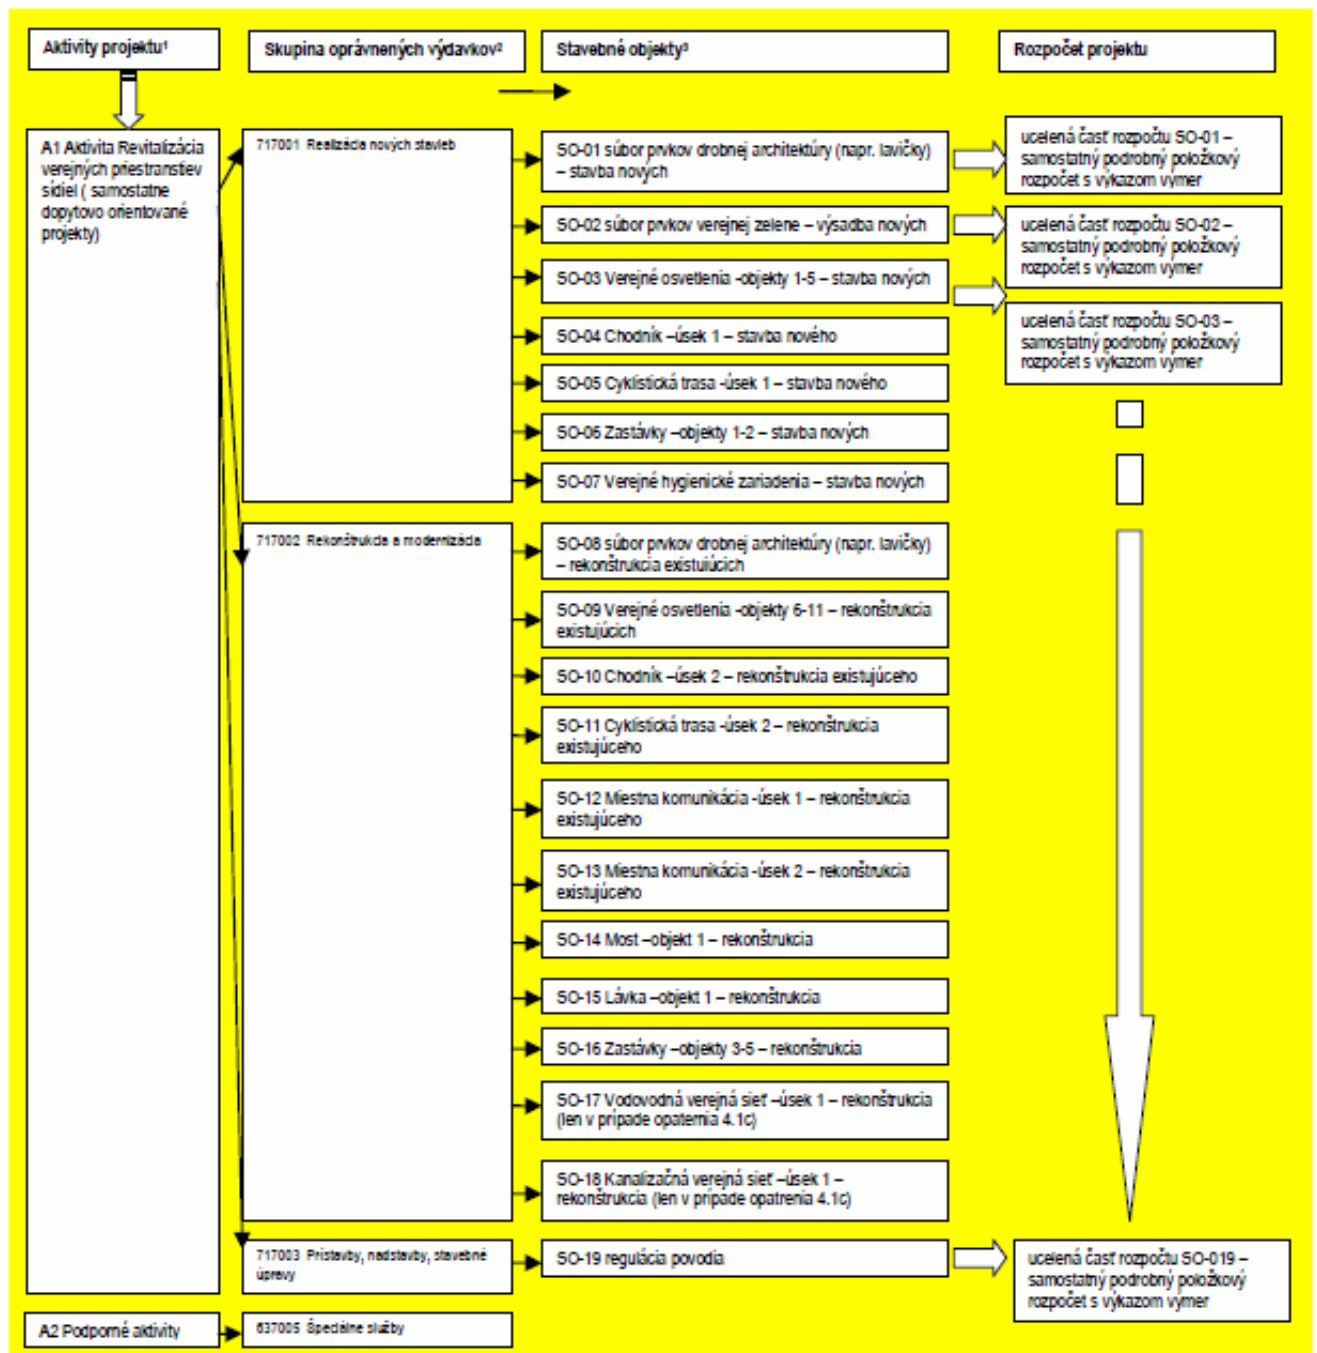 Aktivity projektu¹
Skupina oprávnených výdavkov²
Stavebné objekty³
Rozpočet projektu
A1 Aktivita Revitalizácia
verejných priestranstiev
sídiel ( samostatne
dopytovo orientované
projekty)
717001 Realizácia nových stavieb
SO-01 súbor prvkov drobnej architektúry (napr. lavičky)
– stavba nových
ucelená časť rozpočtu SO-01 –
samostatný podrobný položkový
rozpočet s výkazom výmer
SO-02 súbor prvkov verejnej zelene – výsadba nových
ucelená časť rozpočtu SO-02 –
samostatný podrobný položkový
rozpočet s výkazom výmer
SO-03 Verejné osvetlenia -objekty 1-5 – stavba nových
ucelená časť rozpočtu SO-03 –
samostatný podrobný položkový
rozpočet s výkazom výmer
SO-04 Chodník –úsek 1 – stavba nového
SO-05 Cyklistická trasa -úsek 1 – stavba nového
SO-06 Zastávky –objekty 1-2 – stavba nových
SO-07 Verejné hygienické zariadenia – stavba nových
717002 Rekonštrukcia a modernizácia
SO-08 súbor prvkov drobnej architektúry (napr. lavičky)
– rekonštrukcia existujúcich
SO-09 Verejné osvetlenia -objekty 6-11 – rekonštrukcia
existujúcich
SO-10 Chodník –úsek 2 – rekonštrukcia existujúceho
SO-11 Cyklistická trasa -úsek 2 – rekonštrukcia
existujúceho
SO-12 Miestna komunikácia -úsek 1 – rekonštrukcia
existujúceho
SO-13 Miestna komunikácia -úsek 2 – rekonštrukcia
existujúceho
SO-14 Most –objekt 1 – rekonštrukcia
SO-15 Lávka –objekt 1 – rekonštrukcia
SO-16 Zastávky –objekty 3-5 – rekonštrukcia
SO-17 Vodovodná verejná sieť –úsek 1 – rekonštrukcia
(len v prípade opaternia 4.1c)
SO-18 Kanalizačná verejná sieť –úsek 1 –
rekonštrukcia (len v prípade opatrenia 4.1c)
717003 Prístavby, nadstavby, stavebné
úpravy
SO-19 regulácia povodia
ucelená časť rozpočtu SO-019 –
samostatný podrobný položkový
rozpočet s výkazom výmer
A2 Podporné aktivity
637005 Špeciálne služby